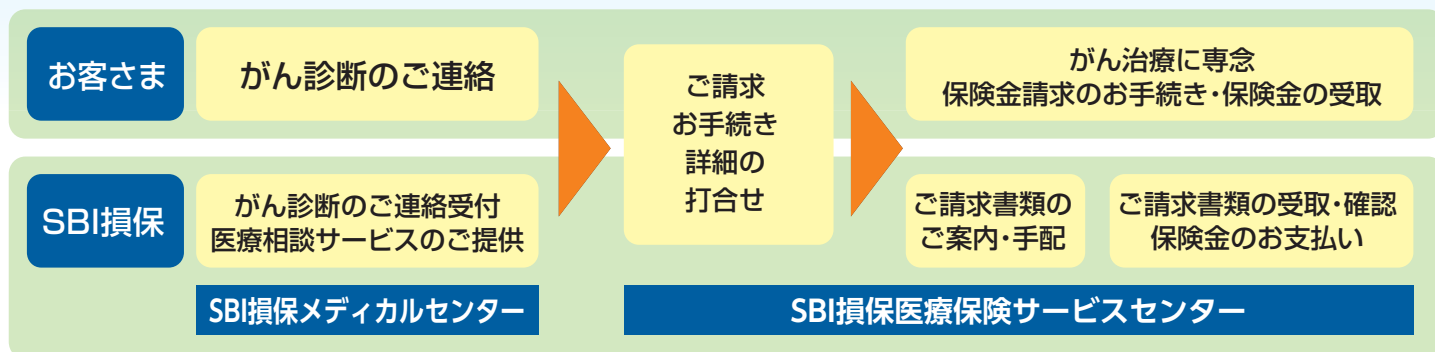 お客さま
がん診断のご連絡
ご請求
お手続き
詳細の
打合せ
がん治療に専念
保険金請求のお手続き・保険金の受取
SBI損保
がん診断のご連絡受付
医療相談サービスのご提供
ご請求書類の
ご案内・手配
ご請求書類の受取・確認
保険金のお支払い
SBI損保メディカルセンター
SBI損保医療保険サービスセンター